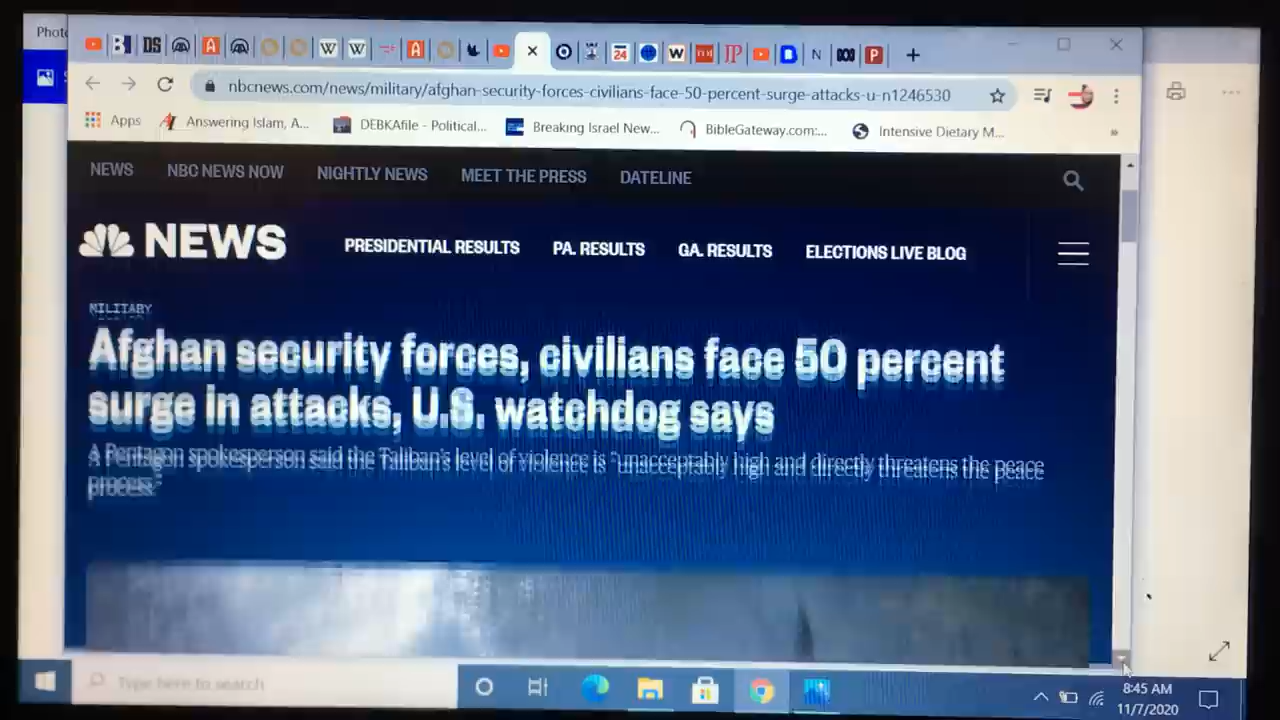 Photo
nbcnews.com/news/military/afghan-security-forces-civilians-face-50-percent-surge-attacks-u-n1246530
Apps
Answering Islam, A...
DEBKAfile - Political...
Breaking Israel New...
BibleGateway.com:...
Intensive Dietary M...
NEWS NBC NEWS NOW NIGHTLY NEWS MEET THE PRESS DATELINE
NEWS PRESIDENTIAL RESULTS PA. RESULTS GA. RESULTS ELECTIONS LIVE BLOG
MILITARY
Afghan security forces, civilians face 50 percent
surge in attacks, U.S. watchdog says
A Pentagon spokesperson said the Taliban's level of violence is "unacceptably high and directly threatens the peace
process."
Type here to search
8:45 AM
11/7/2020